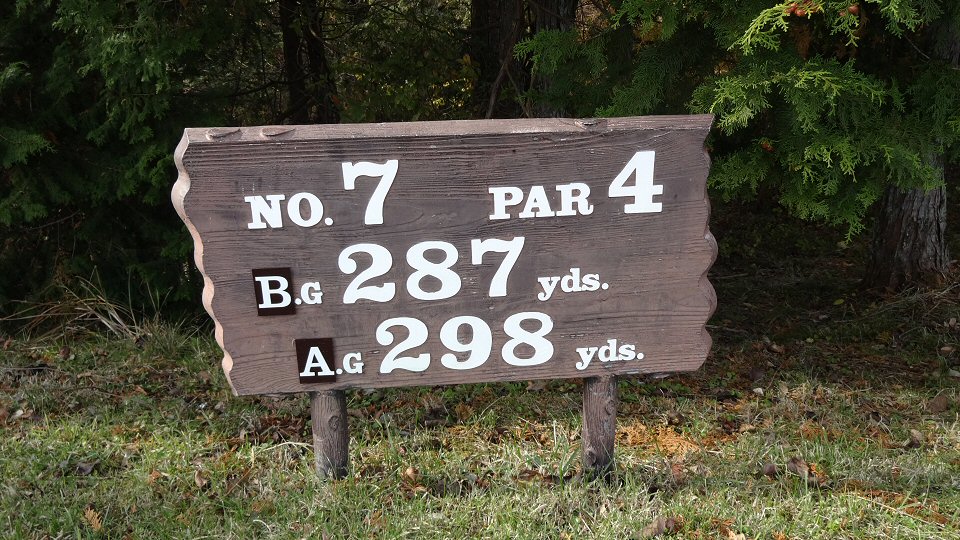 NO. 7 PAR 4
B.G 287 yds.
A.G 298 yds.